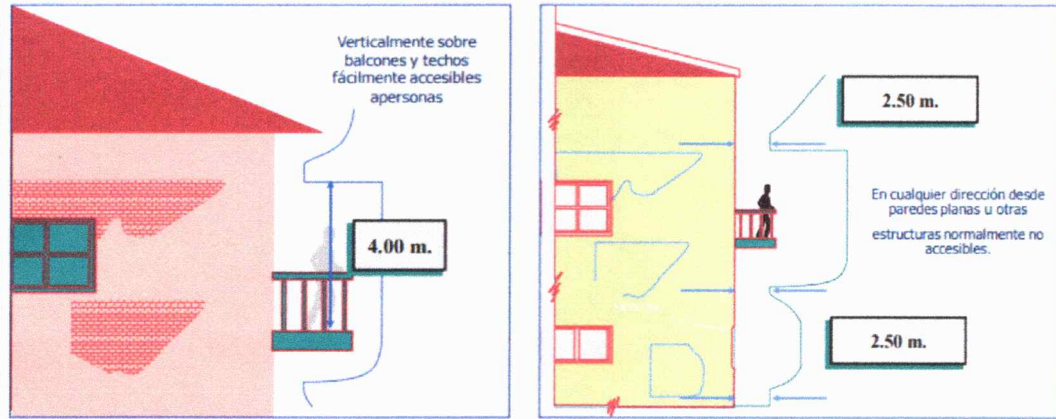 Verticalmente sobre
balcones y techos
fácilmente accesibles
apersonas
4.00 m.
2.50 m.
En cualquier dirección desde
paredes planas u otras
estructuras normalmente no
accesibles.
2.50 m.